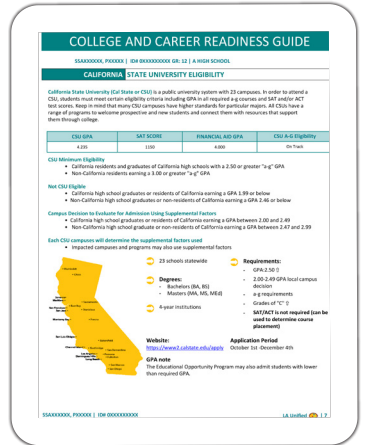 COLLEGE AND CAREER READINESS GUIDE
SSAXXXXXX, PXXXXX | ID# 0XXXXXXXXX GR: 12 | A HIGH SCHOOL
CALIFORNIA STATE UNIVERSITY ELIGIBILITY
California State University (Cal State or CSU) is a public university system with 23 campuses. In order to attend a
CSU, students must meet certain eligibility criteria including GPA in all required a-g courses and SAT and/or ACT
test scores. Keep in mind that many CSU campuses have higher standards for particular majors. All CSUs have a
range of programs to welcome prospective and new students and connect them with resources that support
them through college.
CSU GPA SAT SCORE FINANCIAL AID GPA CSU A-G Eligibility
4.235 1150 4.000 On Track
CSU Minimum Eligibility
• California residents and graduates of California high schools with a 2.50 or greater "a-g" GPA
• Non-California residents earning a 3.00 or greater "a-g" GPA
Not CSU Eligible
• California high school graduates or residents of California earning a GPA 1.99 or below
• Non-California high school graduates or non-residents of California earning a GPA 2.46 or below
Campus Decision to Evaluate for Admission Using Supplemental Factors
• California high school graduates or residents of California earning a GPA between 2.00 and 2.49
• Non-California high school graduate or non-residents of California earning a GPA between 2.47 and 2.99
Each CSU campuses will determine the supplemental factors used
• Impacted campuses and programs may also use supplemental factors
23 schools statewide
Degrees:
- Bachelors (BA, BS)
- Masters (MA, MS, MEd)
4-year institutions
Requirements:
- GPA:2.50 ⇧
- 2.00-2.49 GPA local campus
decision
- a-g requirements
- Grades of "C" ⇧
- SAT/ACT is not required (can be
used to determine course
placement)
Website:
https://www2.calstate.edu/apply
Application Period
October 1st -December 4th
GPA note
The Educational Opportunity Program may also admit students with lower
than required GPA.
SSAXXXXXX, PXXXXX | ID# 0XXXXXXXXX
LA Unified | 7